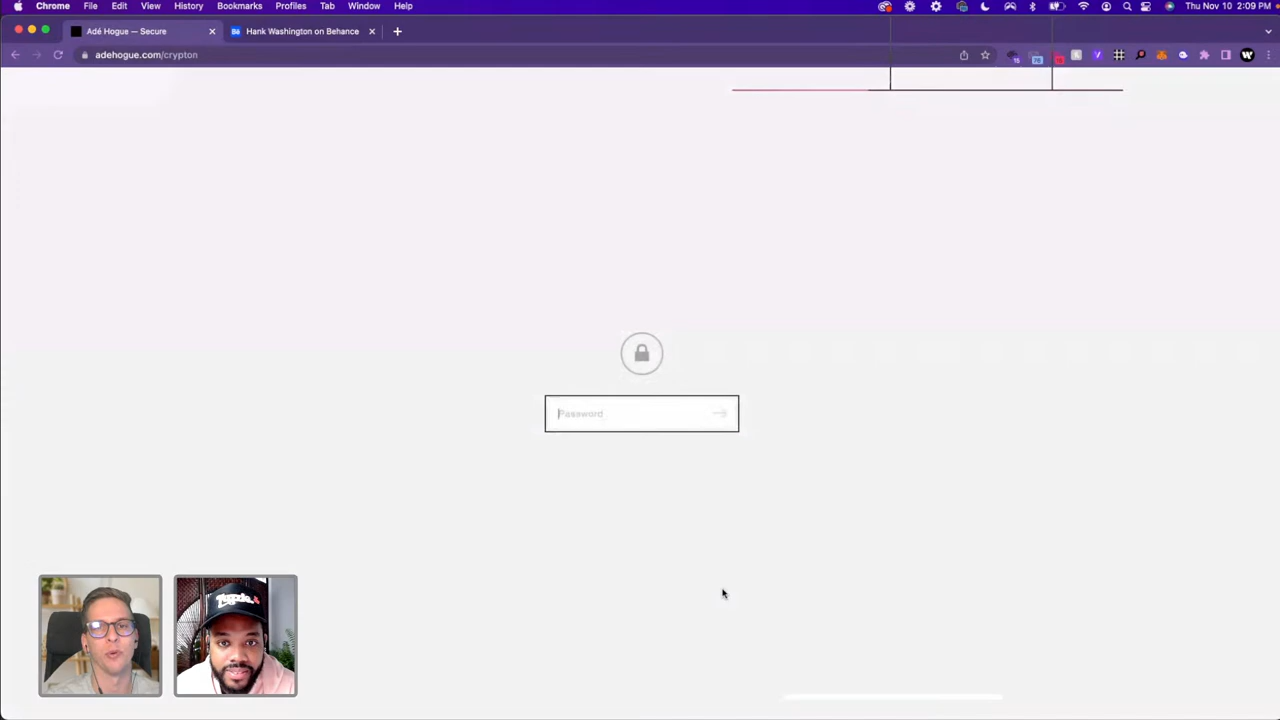 Chrome File Edit View History Bookmarks Profiles Tab Window Help Thu Nov 10 2:09 PM
Adé Hogue — Secure Bē Hank Washington on Behance
adehogue.com/crypton
Password